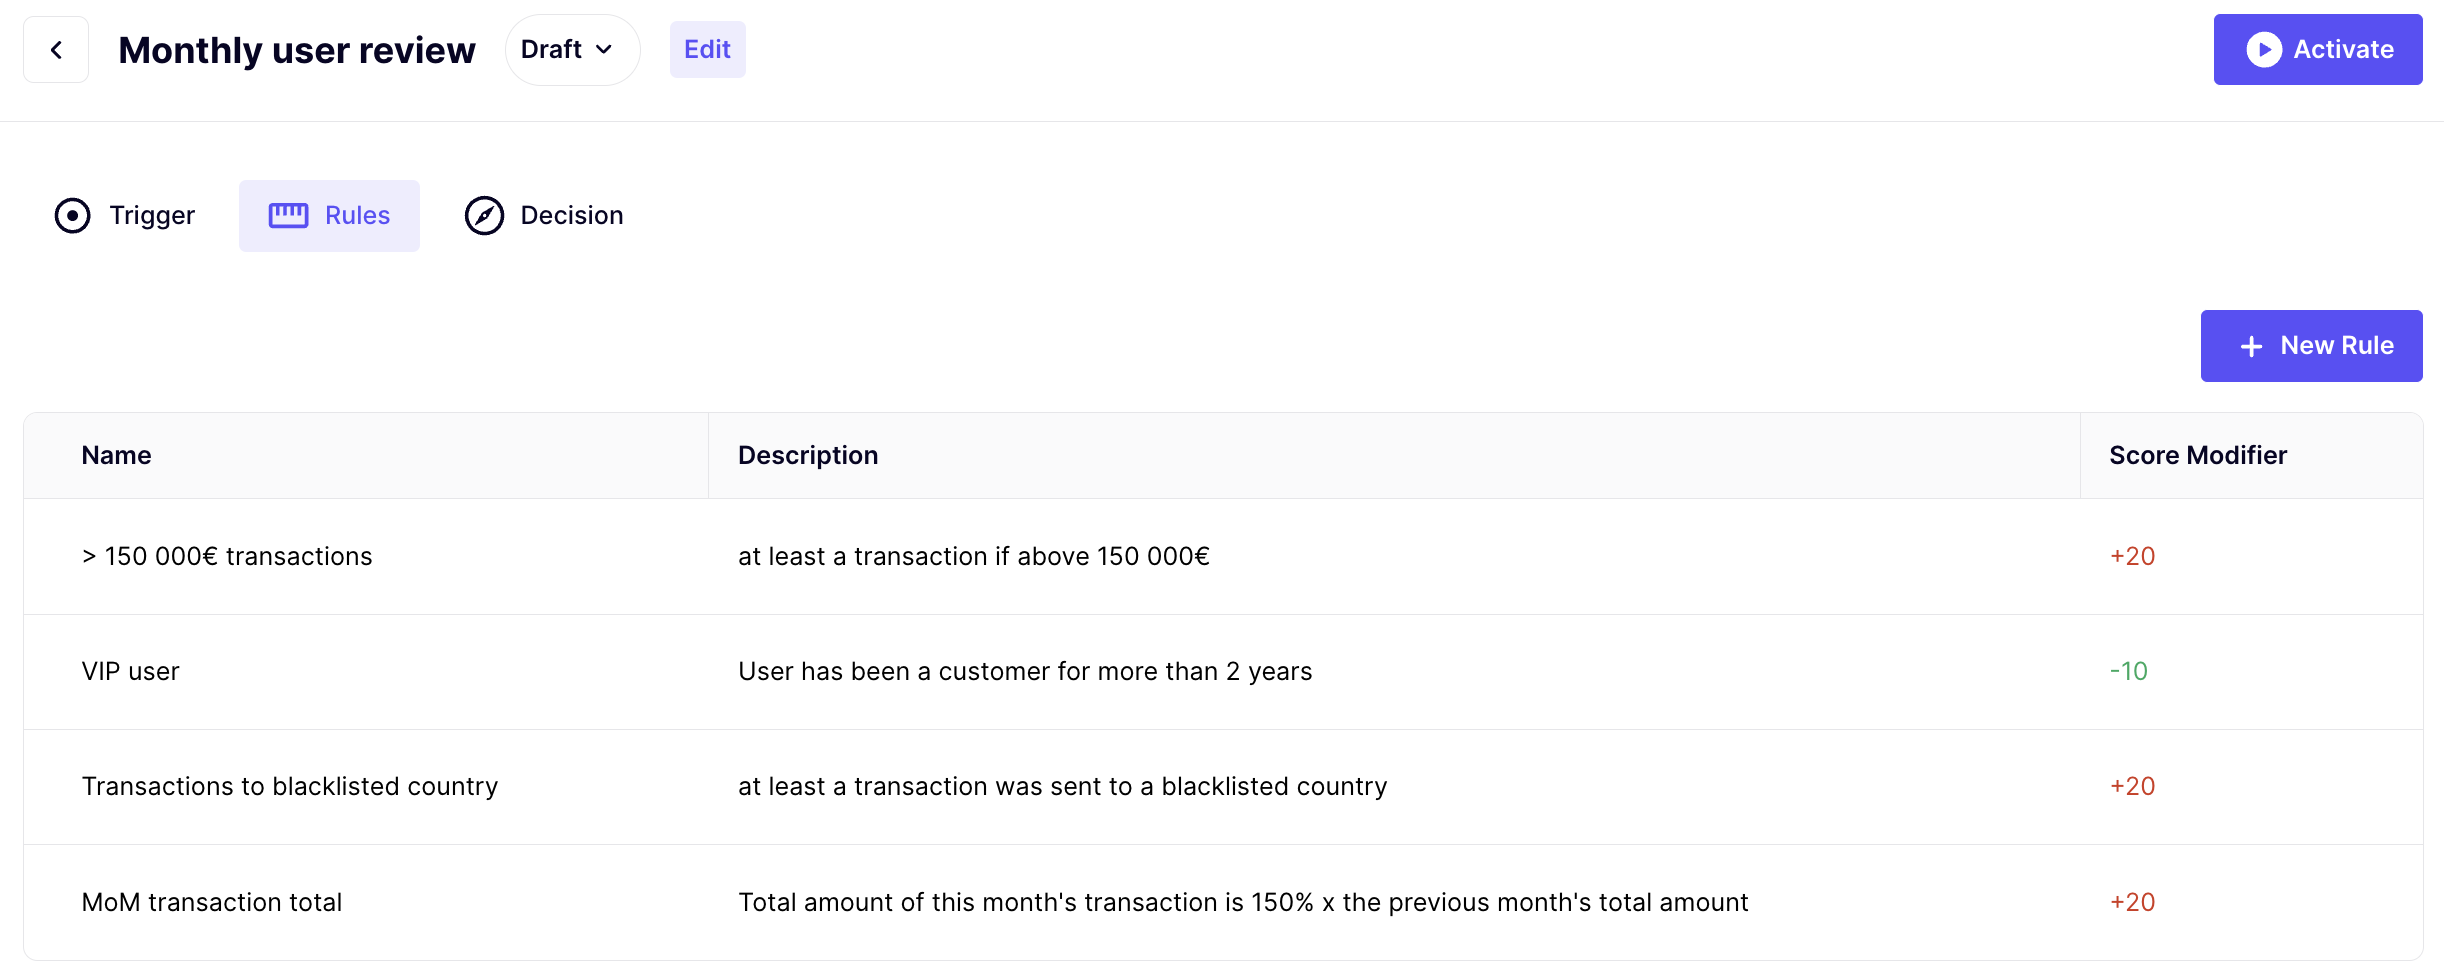 Monthly user review Draft Edit Activate
Trigger Rules Decision
New Rule
Name Description Score Modifier
> 150 000€ transactions at least a transaction if above 150 000€ +20
VIP user User has been a customer for more than 2 years -10
Transactions to blacklisted country at least a transaction was sent to a blacklisted country +20
MoM transaction total Total amount of this month's transaction is 150% x the previous month's total amount +20